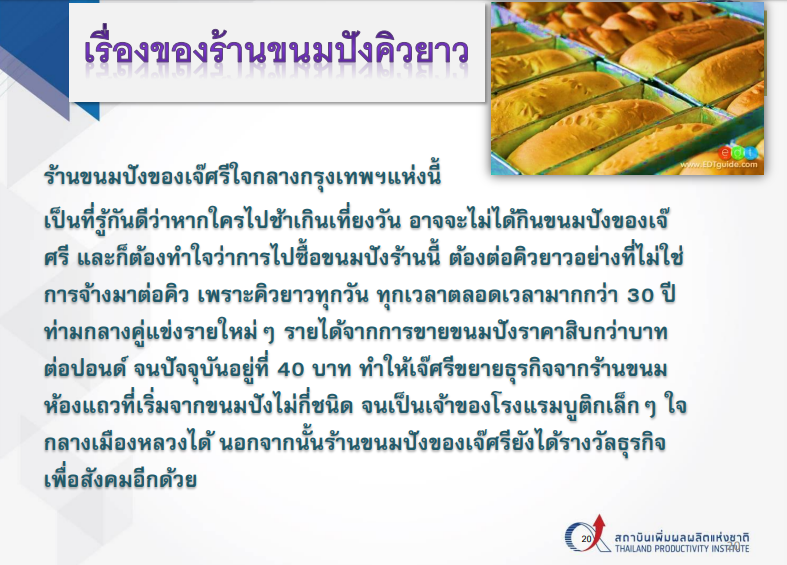 เรื่องของร้านขนมปังคิวยาว
edt
www.EDTguide.com
ร้านขนมปังของเจ๊ศรีใจกลางกรุงเทพฯแห่งนี้
เป็นที่รู้กันดีว่าหากใครไปช้าเกินเที่ยงวัน อาจจะไม่ได้กินขนมปังของเจ๊
ศรี และก็ต้องทำใจว่าการไปซื้อขนมปังร้านนี้ ต้องต่อคิวยาวอย่างที่ไม่ใช่
การจ้างมาต่อคิว เพราะคิวยาวทุกวัน ทุกเวลาตลอดเวลามากกว่า 30 ปี
ท่ามกลางคู่แข่งรายใหม่ ๆ รายได้จากการขายขนมปังราคาสิบกว่าบาท
ต่อปอนด์ จนปัจจุบันอยู่ที่ 40 บาท ทำให้เจ๊ศรีขยายธุรกิจจากร้านขนม
ห้องแถวที่เริ่มจากขนมปังไม่กี่ชนิด จนเป็นเจ้าของโรงแรมบูติกเล็ก ๆ ใจ
กลางเมืองหลวงได้ นอกจากนั้นร้านขนมปังของเจ๊ศรียังได้รางวัลธุรกิจ
เพื่อสังคมอีกด้วย
20
สถาบันเพิ่มผลผลิตแห่งชาติ
THAILAND PRODUCTIVITY INSTITUTE
20